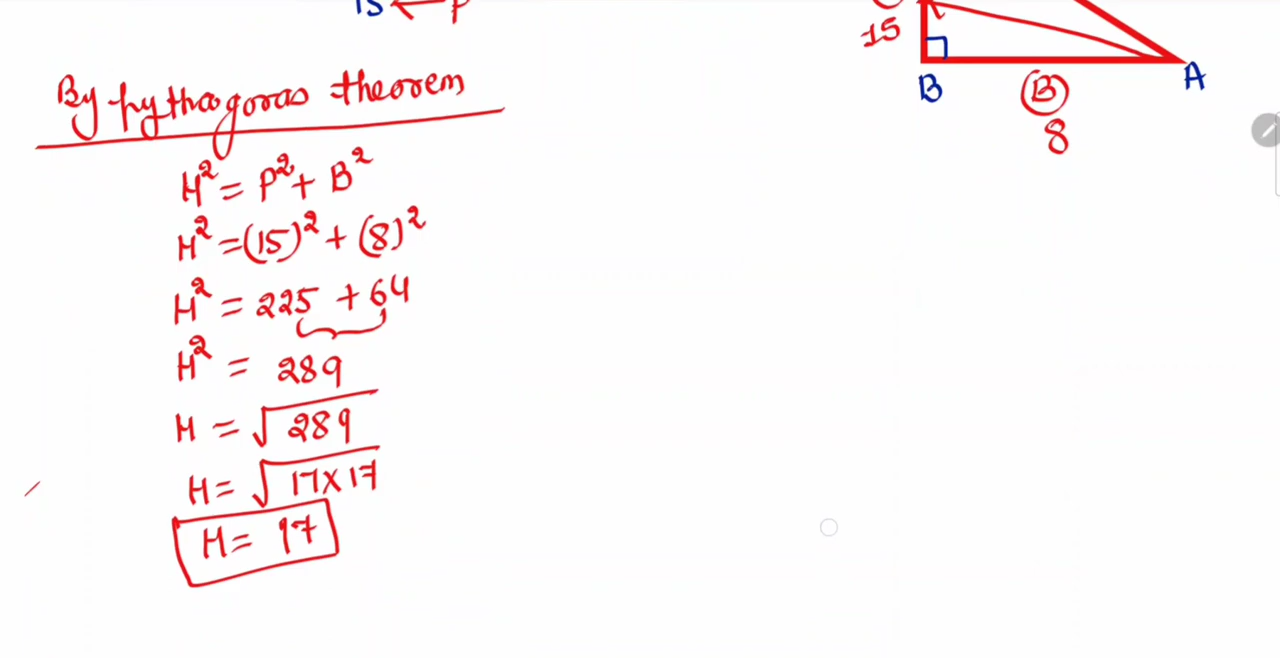 15 ← P
15
B
(B)
A
8
By pythagoras theorem
H² = P² + B²
H² = (15)² + (8)²
H² = 225 + 64
H² = 289
H = √289
H = √17×17
H = 17